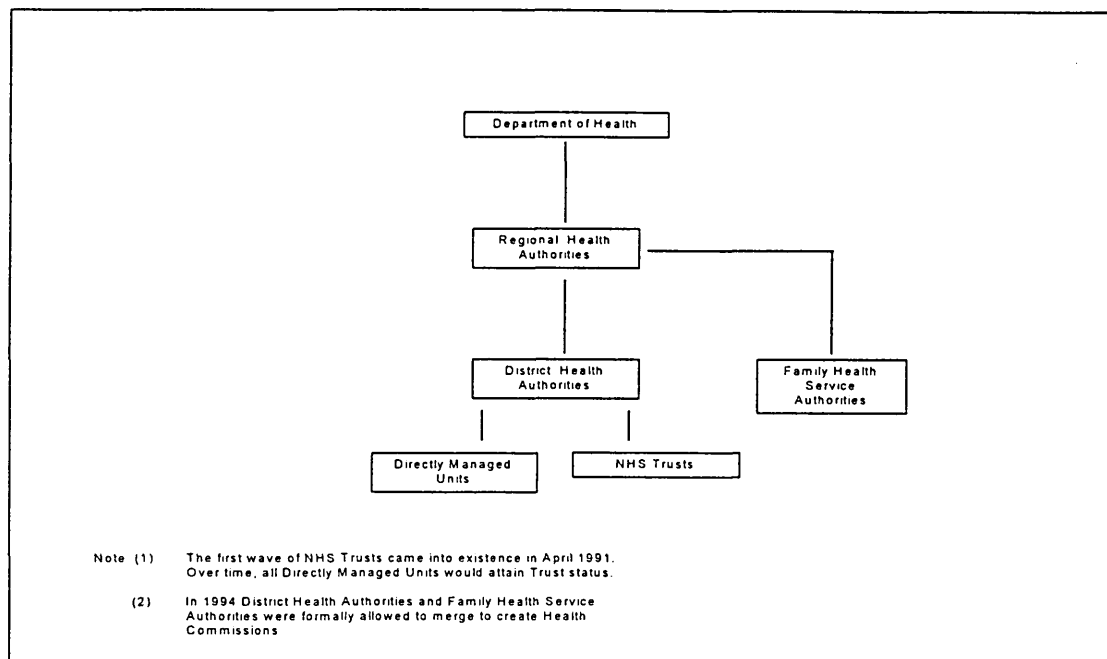 Department of Health
Regional Health
Authorities
District Health
Authorities
Family Health
Service
Authorities
Directly Managed
Units
NHS Trusts
Note (1) The first wave of NHS Trusts came into existence in April 1991.
Over time, all Directly Managed Units would attain Trust status.
(2) In 1994 District Health Authorities and Family Health Service
Authorities were formally allowed to merge to create Health
Commissions